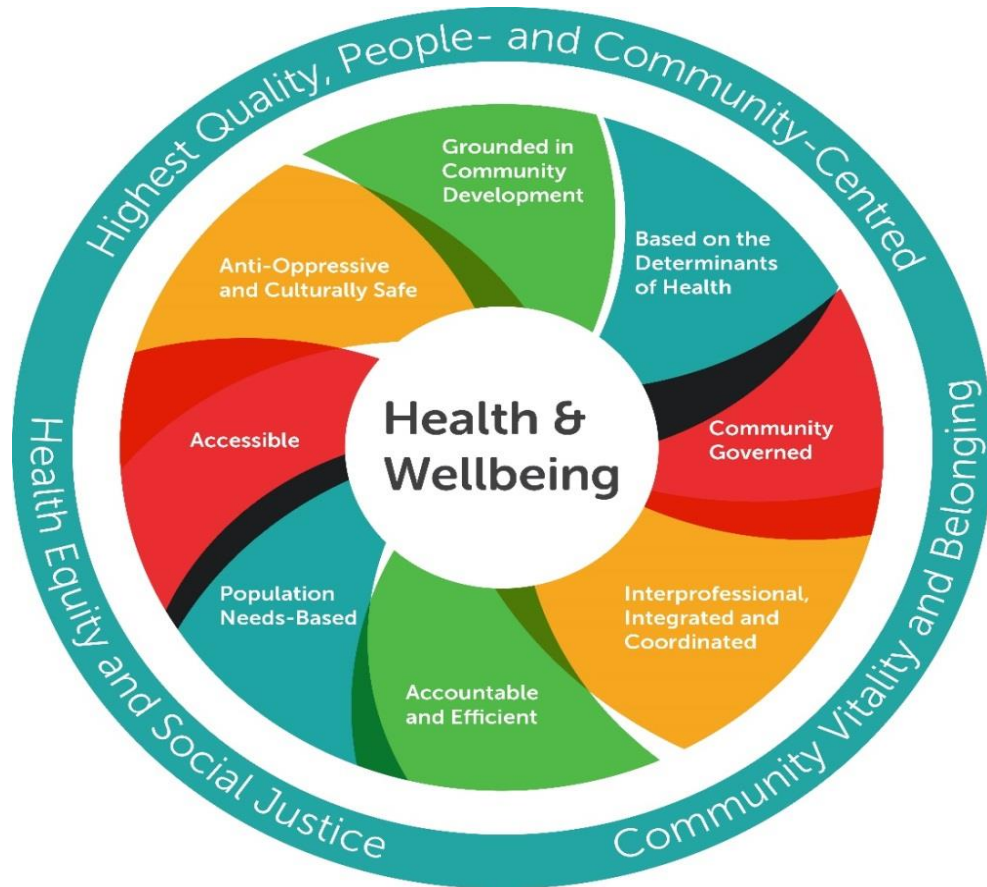 Highest Quality, People- and Community-Centred
Grounded in
Community
Development
Based on the
Determinants
of Health
Anti-Oppressive
and Culturally Safe
Accessible
Health &
Wellbeing
Community
Governed
Population
Needs-Based
Interprofessional,
Integrated and
Coordinated
Accountable
and Efficient
Health Equity and Social Justice
Community Vitality and Belonging